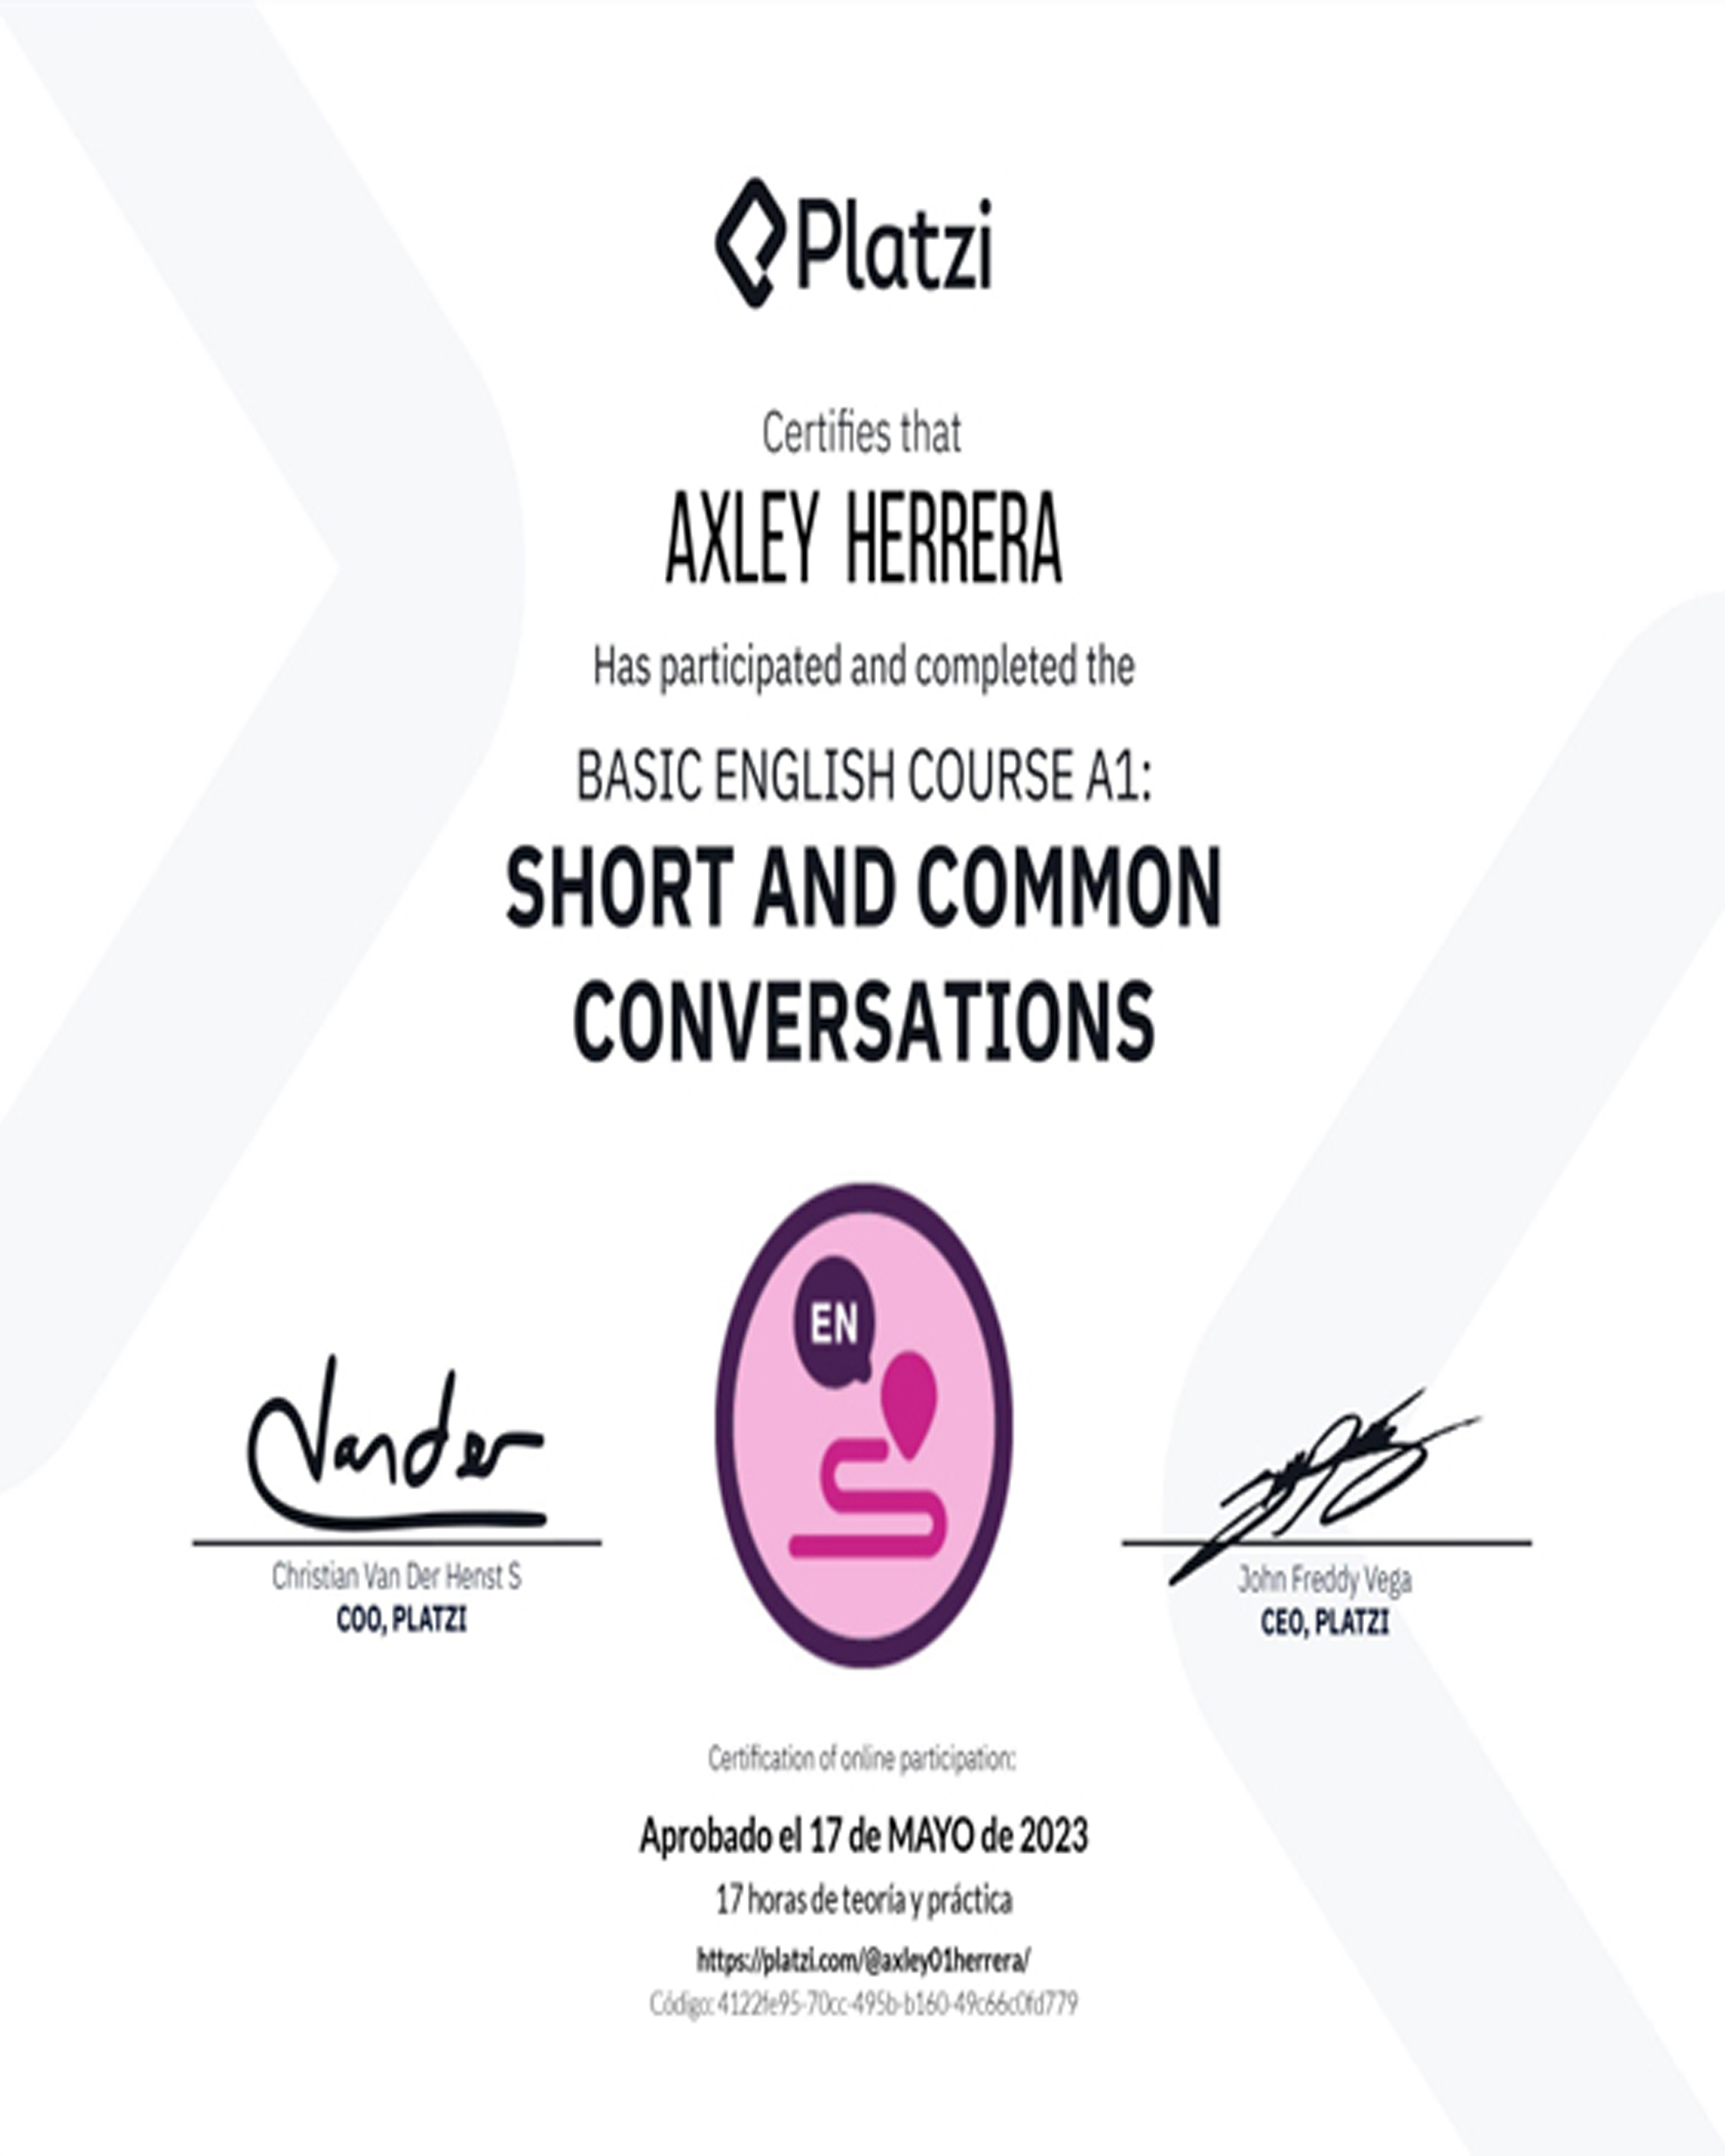 Platzi
Certifies that
AXLEY HERRERA
Has participated and completed the
BASIC ENGLISH COURSE A1:
SHORT AND COMMON
CONVERSATIONS
EN
Vander
Christian Van Der Henst S
COO, PLATZI
John Freddy Vega
CEO, PLATZI
Certification of online participation:
Aprobado el 17 de MAYO de 2023
17 horas de teoría y práctica
https://platzi.com/@axley01herrera/
Código: 4122fe95-70cc-495b-b160-49c66c0fd779